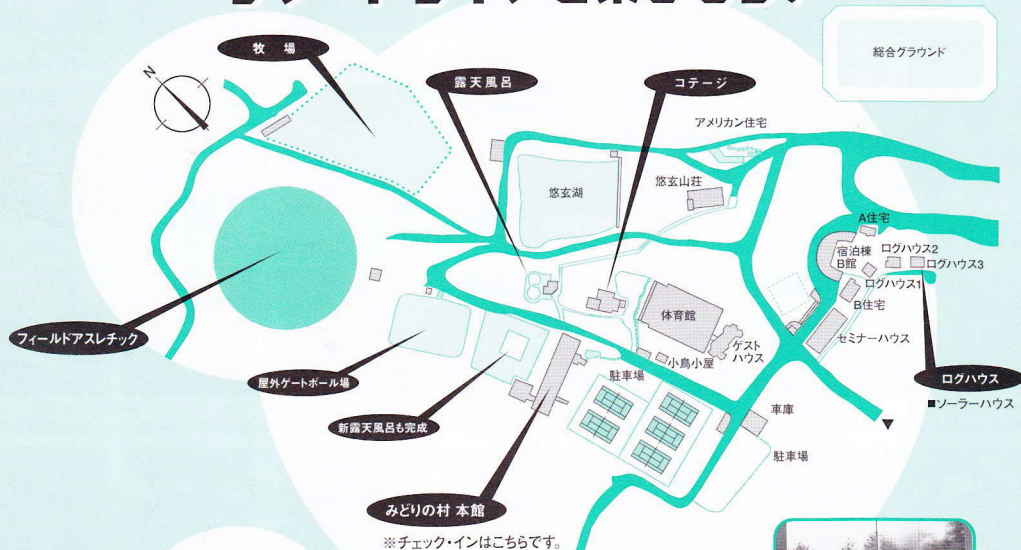 総合グラウンド
牧場
N
露天風呂
コテージ
アメリカン住宅
悠玄湖
悠玄山荘
A住宅
宿泊棟
B館
ログハウス2
ログハウス3
ログハウス1
B住宅
セミナーハウス
体育館
ゲスト
ハウス
小鳥小屋
フィールドアスレチック
屋外ゲートボール場
駐車場
ログハウス
■ソーラーハウス
新露天風呂も完成
車庫
駐車場
みどりの村 本館
※チェック・インはこちらです。